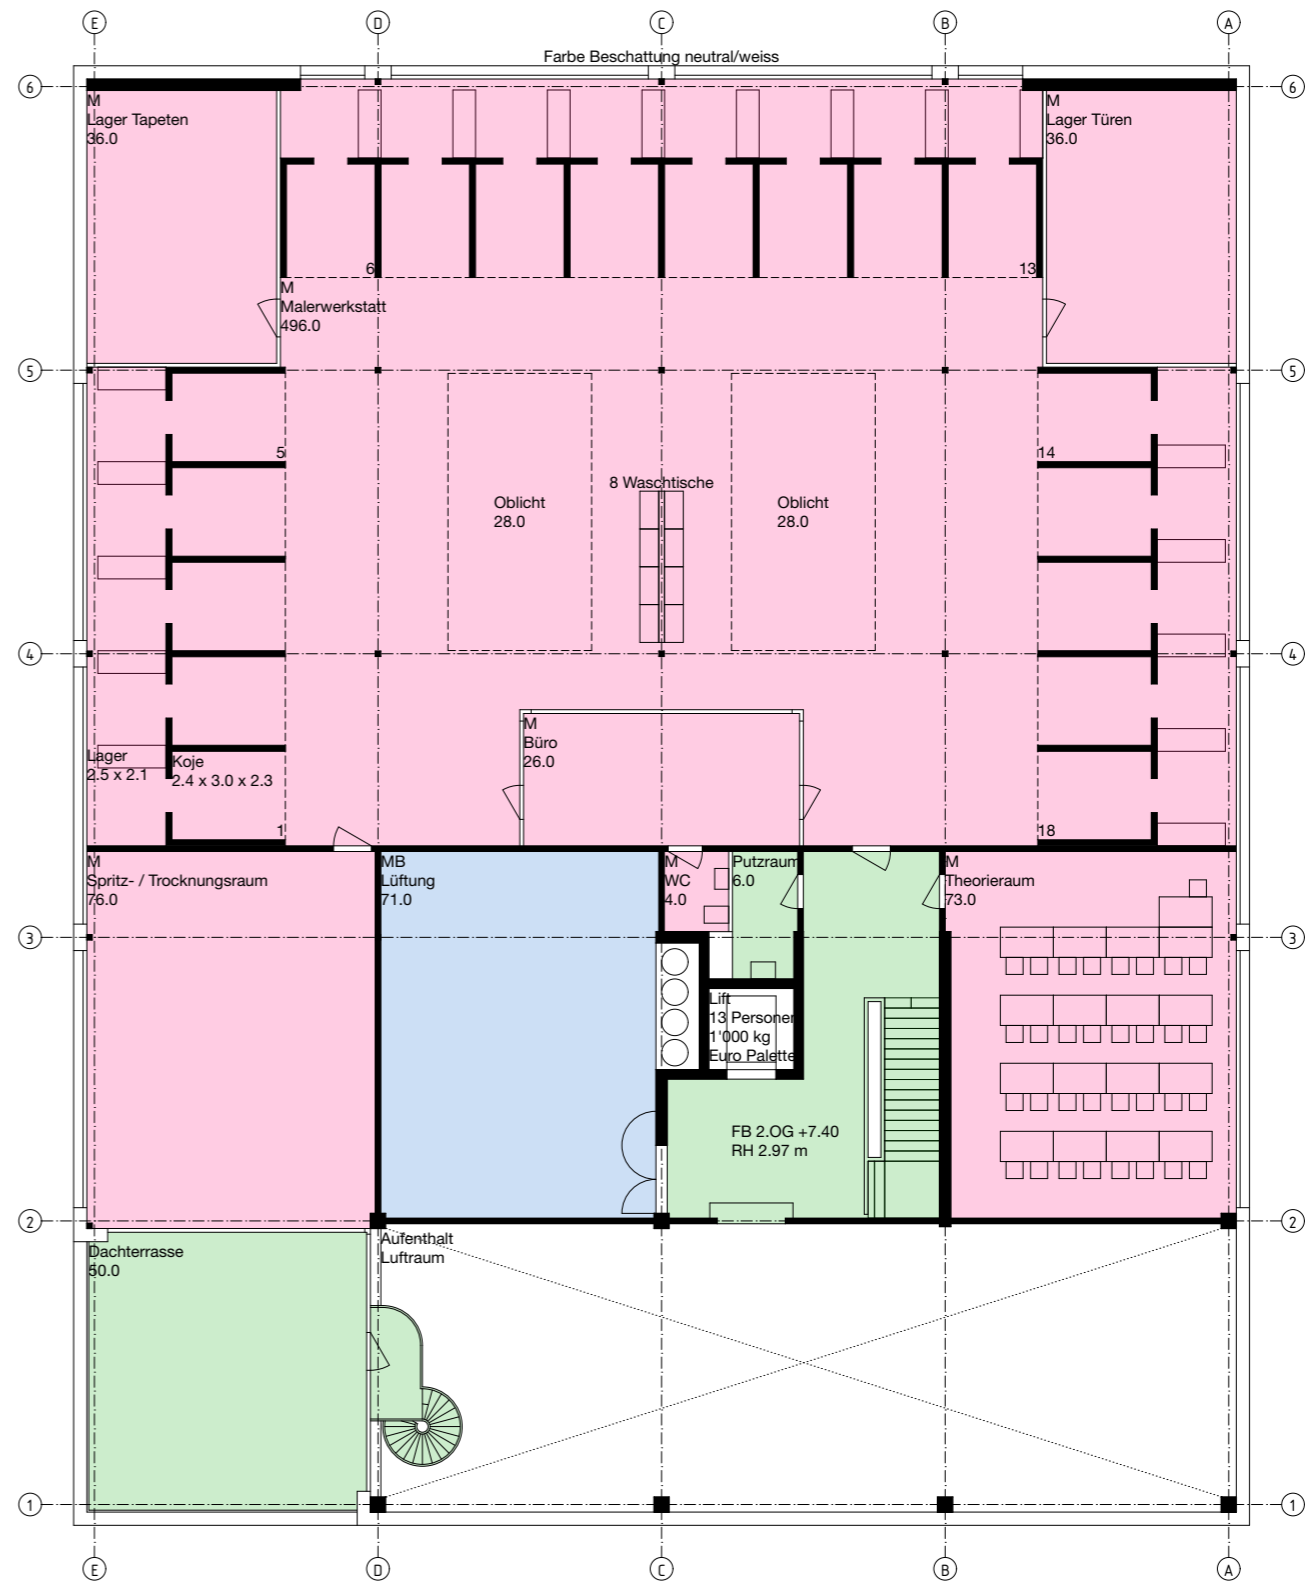 E
D
C
B
A
Farbe Beschattung neutral/weiss
6
6
M
Lager Tapeten
36.0
M
Lager Türen
36.0
6
13
M
Malerwerkstatt
496.0
5
5
5
14
8 Waschtische
Oblicht
28.0
Oblicht
28.0
4
4
M
Büro
26.0
Lager
2.5 x 2.1
Koje
2.4 x 3.0 x 2.3
1
18
M
Spritz- / Trocknungsraum
76.0
MB
Lüftung
71.0
M
WC
4.0
Putzraum
6.0
M
Theorieraum
73.0
3
3
Lift
13 Personen
1'000 kg
Euro Palette
FB 2.OG +7.40
RH 2.97 m
2
2
Dachterrasse
50.0
Aufenthalt
Luftraum
1
1
E
D
C
B
A